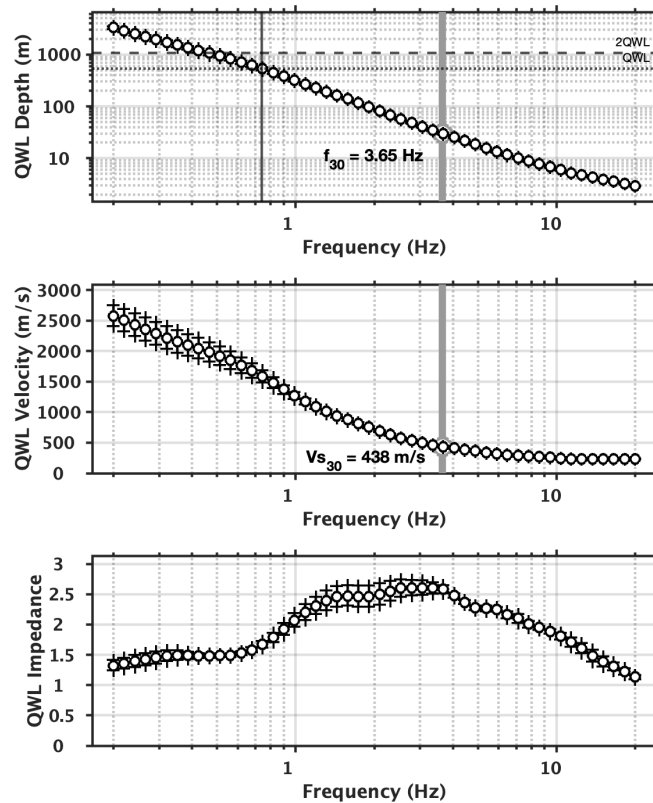 2QWL
QWL
1000
100
10
QWL Depth (m)
f30 = 3.65 Hz
1
10
Frequency (Hz)
3000
2500
2000
1500
1000
500
0
QWL Velocity (m/s)
Vs30 = 438 m/s
1
10
Frequency (Hz)
3
2.5
2
1.5
1
0.5
0
QWL Impedance
1
10
Frequency (Hz)